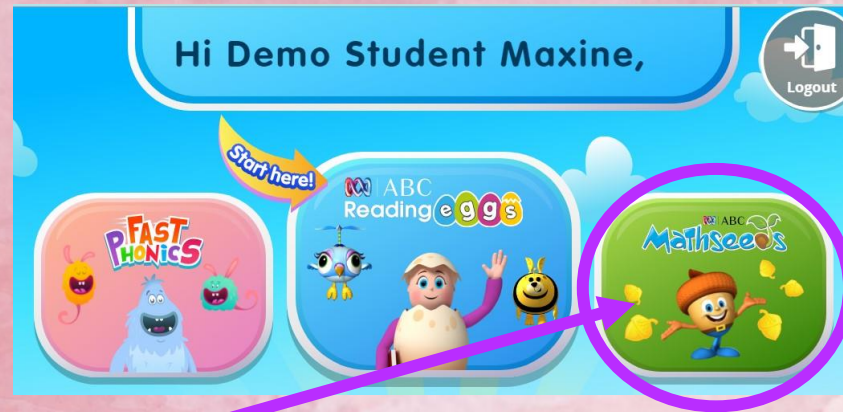 Hi Demo Student Maxine,
Logout
Start here!
FAST
PHONICS
ABC
Reading eggs
ABC
Mathseeds